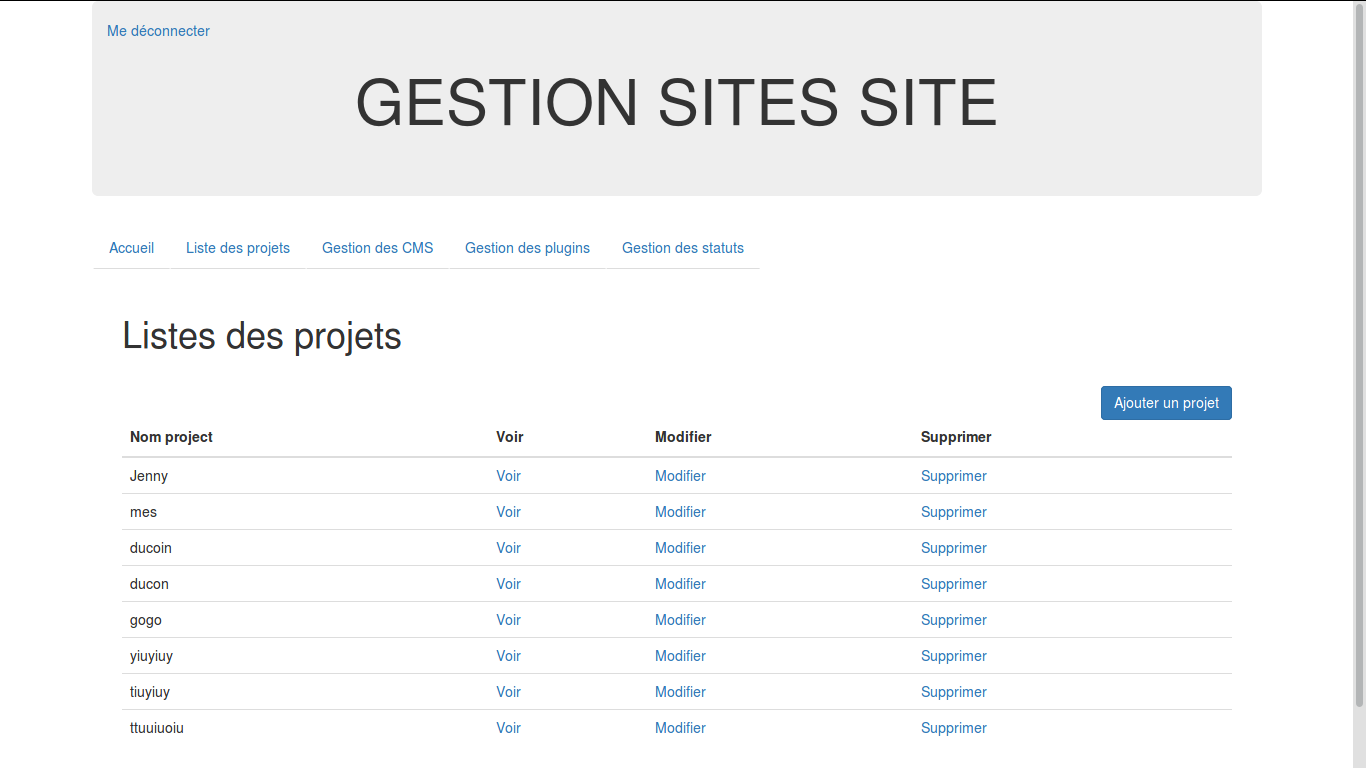 Me déconnecter
GESTION SITES SITE
Accueil Liste des projets Gestion des CMS Gestion des plugins Gestion des statuts
Listes des projets
Ajouter un projet
Nom project Voir Modifier Supprimer
Jenny Voir Modifier Supprimer
mes Voir Modifier Supprimer
ducoin Voir Modifier Supprimer
ducon Voir Modifier Supprimer
gogo Voir Modifier Supprimer
yiuyiuy Voir Modifier Supprimer
tiuyiuy Voir Modifier Supprimer
ttuuiuoiu Voir Modifier Supprimer